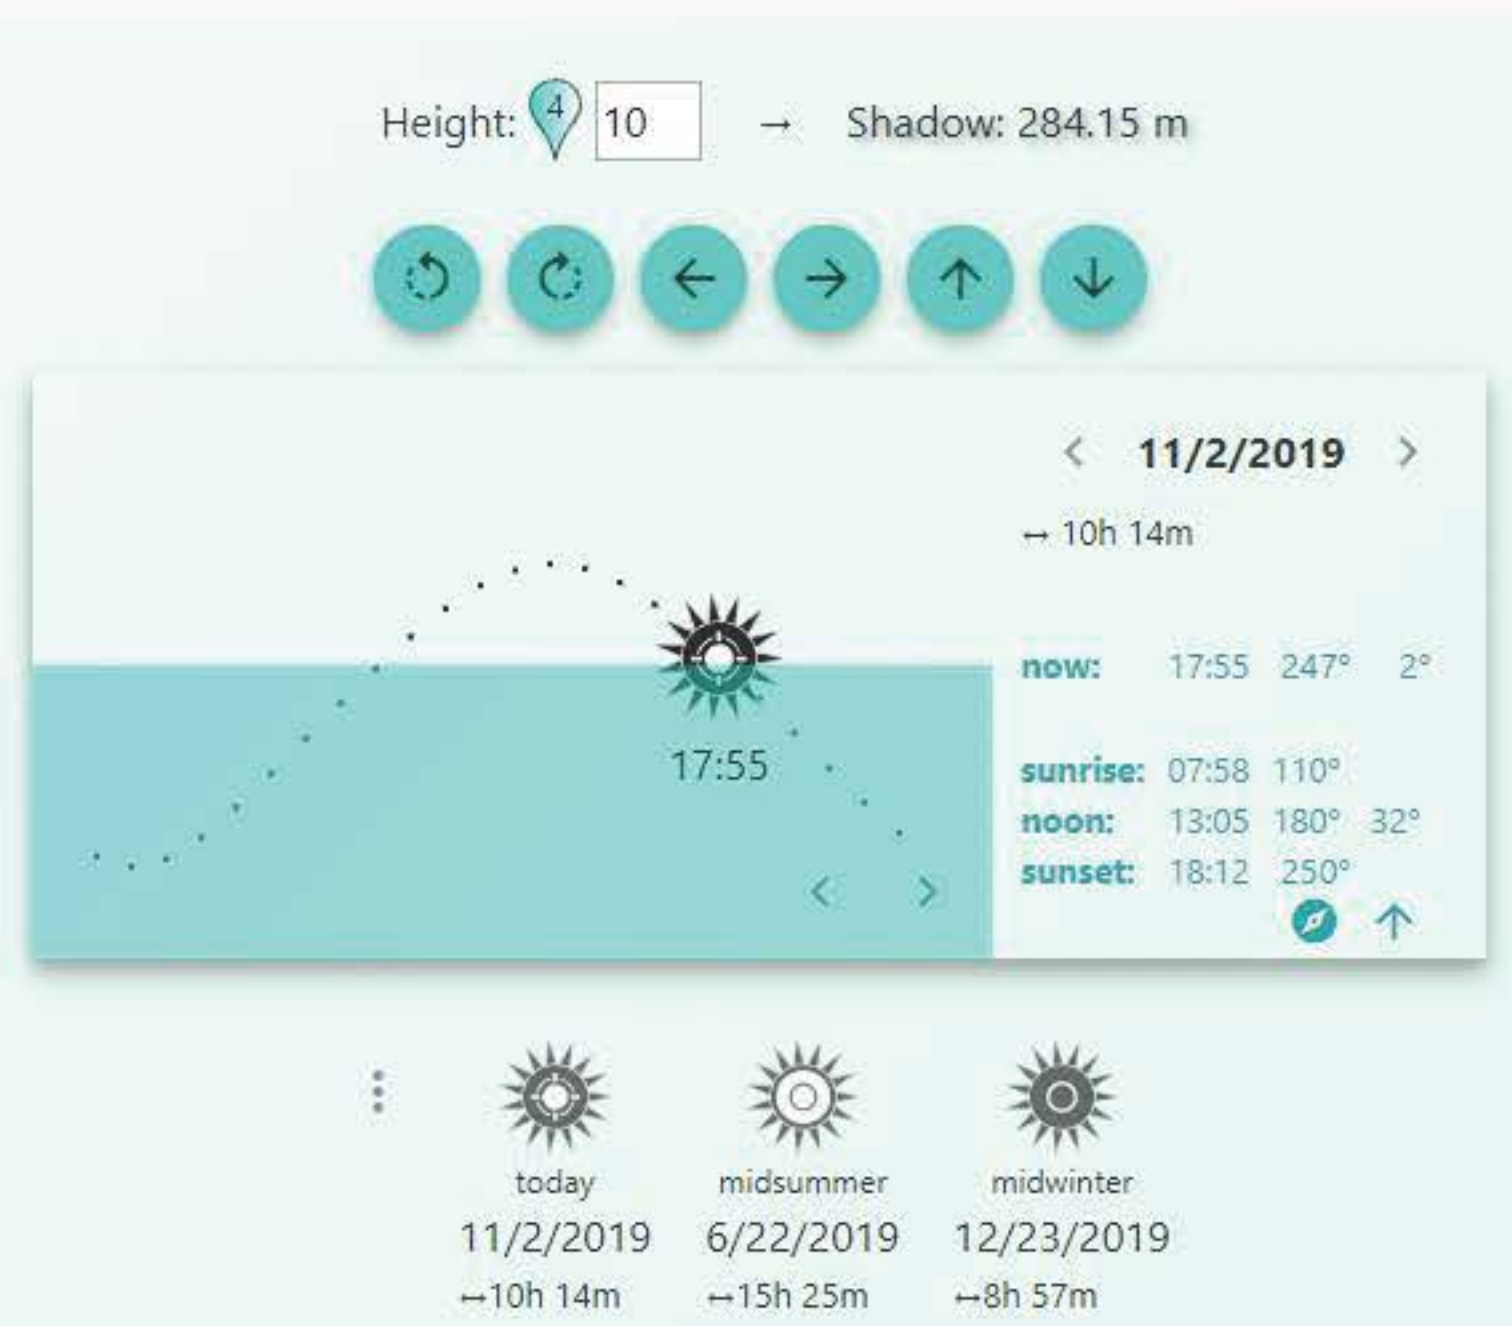 Height: 4 10 → Shadow: 284.15 m
11/2/2019
↔ 10h 14m
now: 17:55 247° 2°
17:55
sunrise: 07:58 110°
noon: 13:05 180° 32°
sunset: 18:12 250°
today midsummer midwinter
11/2/2019 6/22/2019 12/23/2019
↔10h 14m ↔15h 25m ↔8h 57m